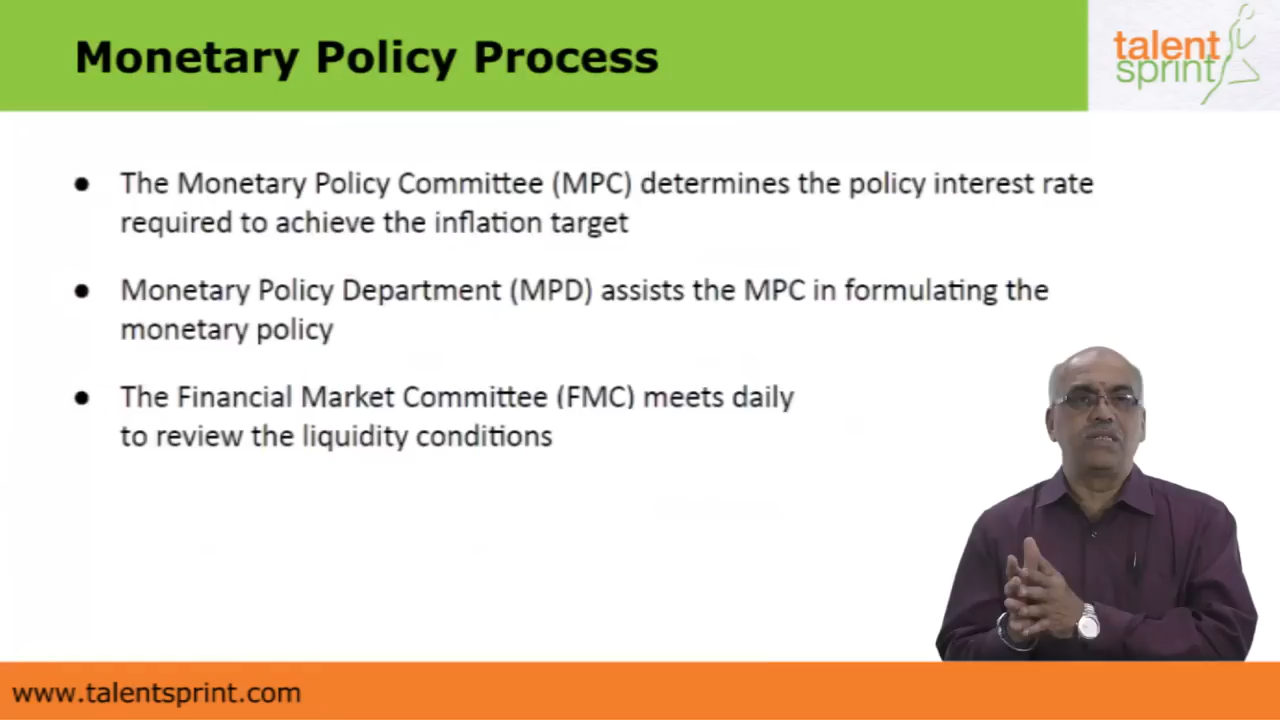 Monetary Policy Process
talent
sprint
● The Monetary Policy Committee (MPC) determines the policy interest rate
required to achieve the inflation target
● Monetary Policy Department (MPD) assists the MPC in formulating the
monetary policy
● The Financial Market Committee (FMC) meets daily
to review the liquidity conditions
www.talentsprint.com